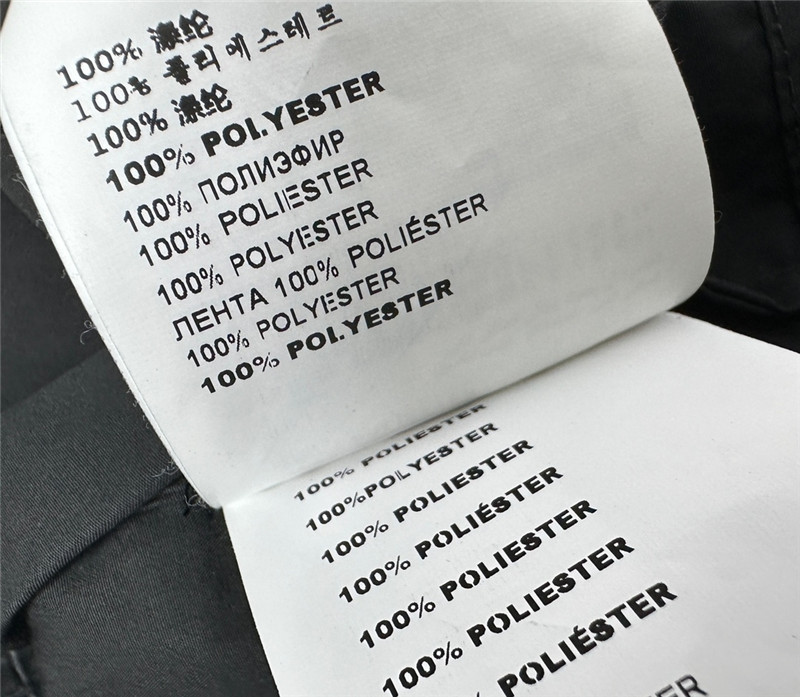 100% 涤纶
100% 폴리에스테르
100% 涤纶
100% POLYESTER
100% ПОЛИЭФИР
100% POLIESTER
100% POLYESTER
ЛЕНТА 100% POLIÉSTER
100% POLYESTER
100% POLYESTER
100% POLIESTER
100%POLYESTER
100% POLIESTER
100% POLIÉSTER
100% POLIESTER
100% POLIESTER
100% POLIÉSTER